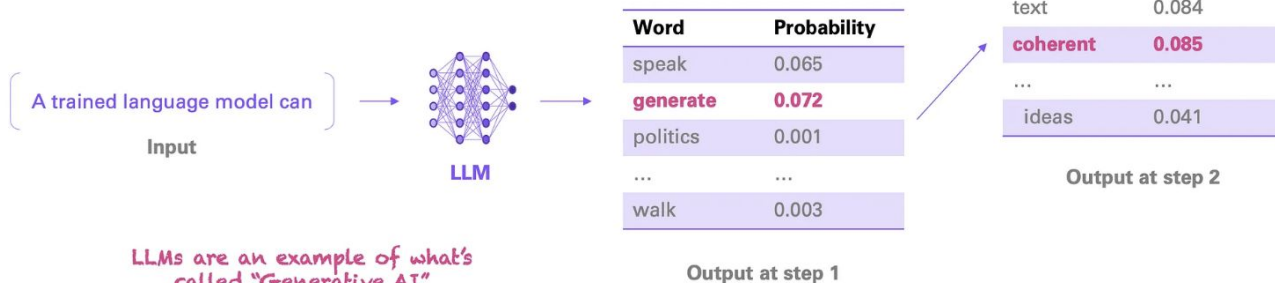 A trained language model can
Input
LLM
LLMs are an example of what's
called "Generative AI"
Word Probability
speak 0.065
generate 0.072
politics 0.001
... ...
walk 0.003
Output at step 1
text 0.084
coherent 0.085
... ...
ideas 0.041
Output at step 2